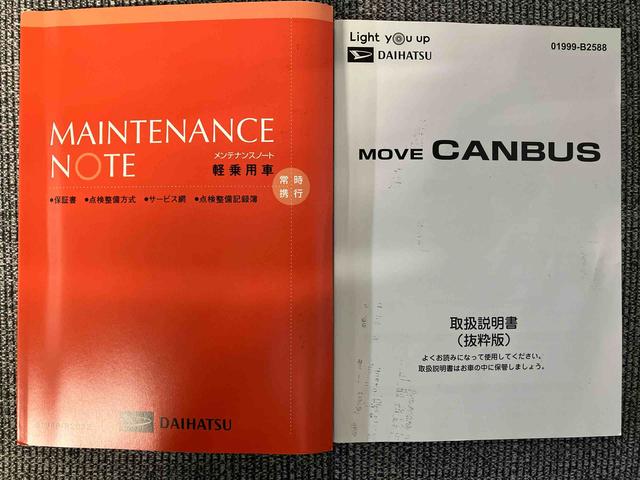 MAINTENANCE
NOTE
メンテナンスノート
軽乗用車
常時
携行
●保証書 ●点検整備方式 ●サービス網 ●点検整備記録簿
DAIHATSU
Light you up
DAIHATSU
01999-B2588
MOVE CANBUS
取扱説明書
（抜粋版）
よくお読みになって使用してください。
取扱説明書はお車の中に保管しましょう。